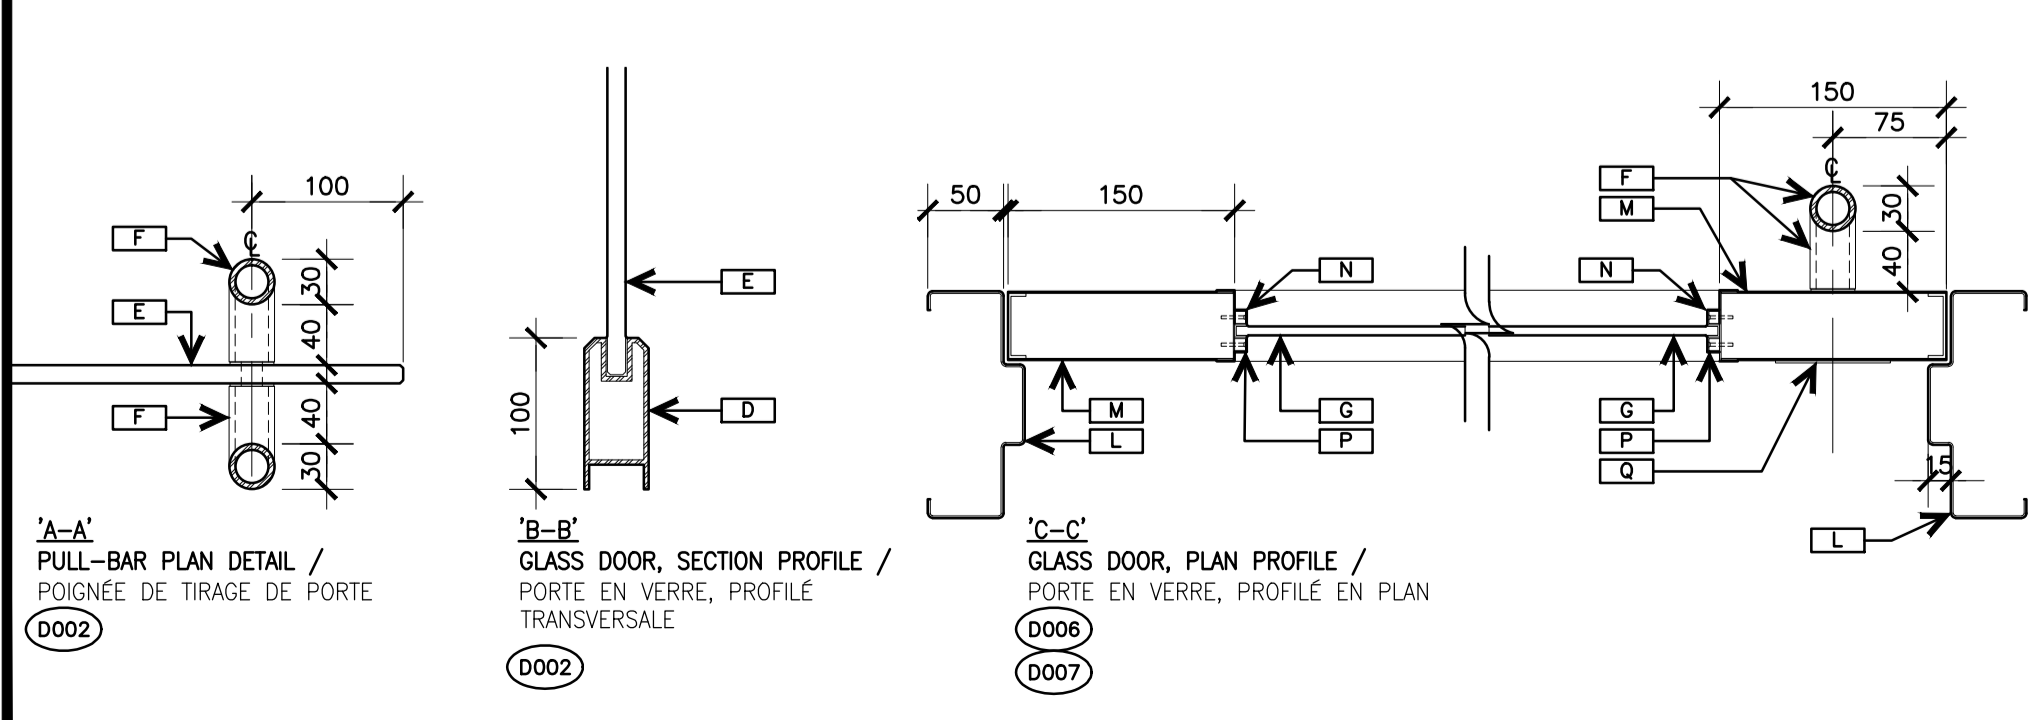 100
F
℄
30
E
40
F
40
30
'A-A'
PULL-BAR PLAN DETAIL /
POIGNÉE DE TIRAGE DE PORTE
D002
E
D
100
'B-B'
GLASS DOOR, SECTION PROFILE /
PORTE EN VERRE, PROFILÉ
TRANSVERSALE
D002
150
75
50
150
F
℄
M
30
40
N
N
M
G
G
L
P
P
Q
15
L
'C-C'
GLASS DOOR, PLAN PROFILE /
PORTE EN VERRE, PROFILÉ EN PLAN
D006
D007